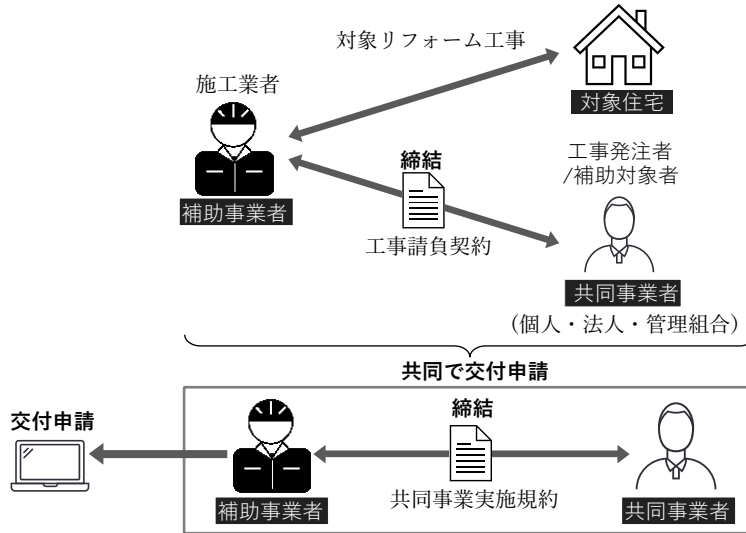 対象リフォーム工事
施工業者
対象住宅
締結
工事発注者
/補助対象者
補助事業者
工事請負契約
共同事業者
(個人・法人・管理組合)
共同で交付申請
交付申請
締結
補助事業者
共同事業実施規約
共同事業者